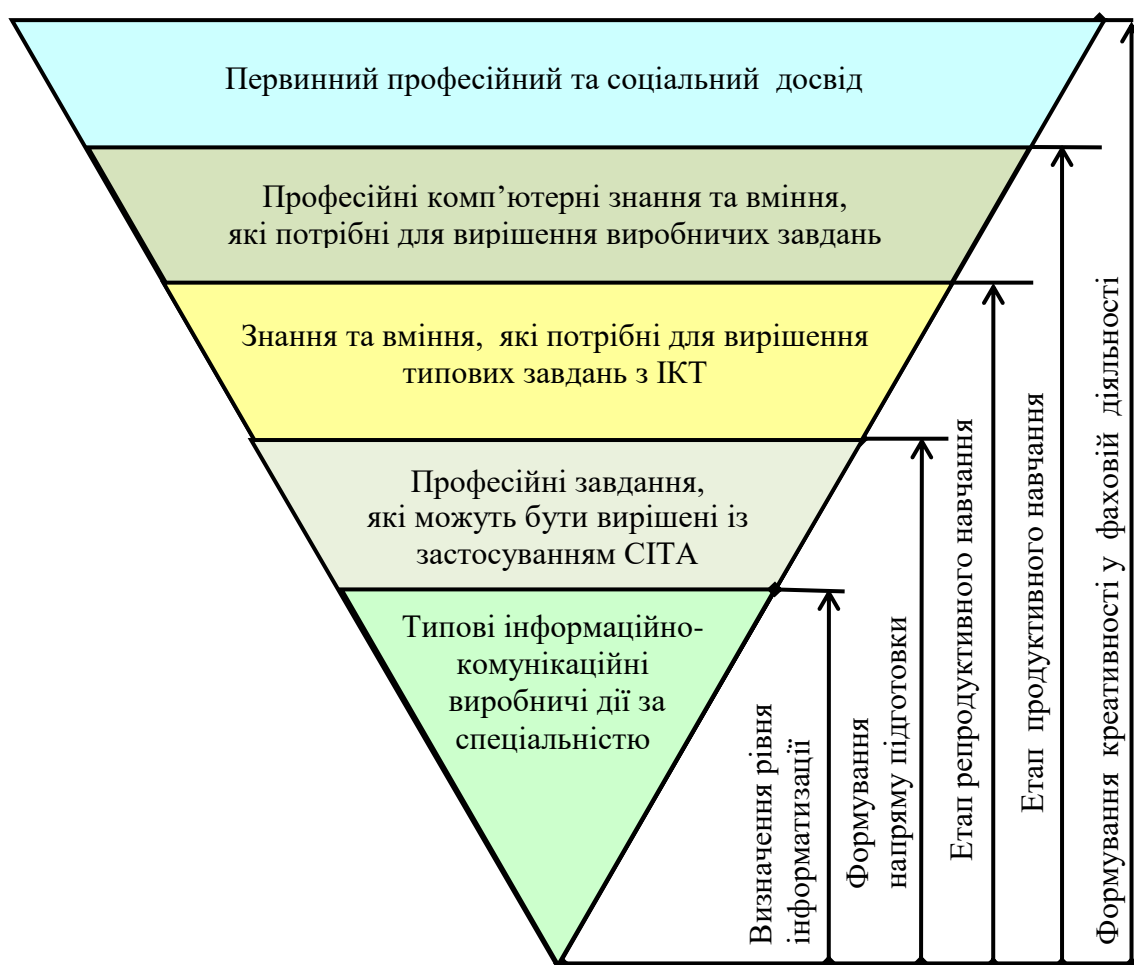 Первинний професійний та соціальний досвід
Професійні комп’ютерні знання та вміння,
які потрібні для вирішення виробничих завдань
Знання та вміння, які потрібні для вирішення
типових завдань з ІКТ
Професійні завдання,
які можуть бути вирішені із
застосуванням СІТА
Типові інформаційно-
комунікаційні
виробничі дії за
спеціальністю
Визначення рівня
інформатизації
Формування
напряму підготовки
Етап репродуктивного навчання
Етап продуктивного навчання
Формування креативності у фаховій діяльності